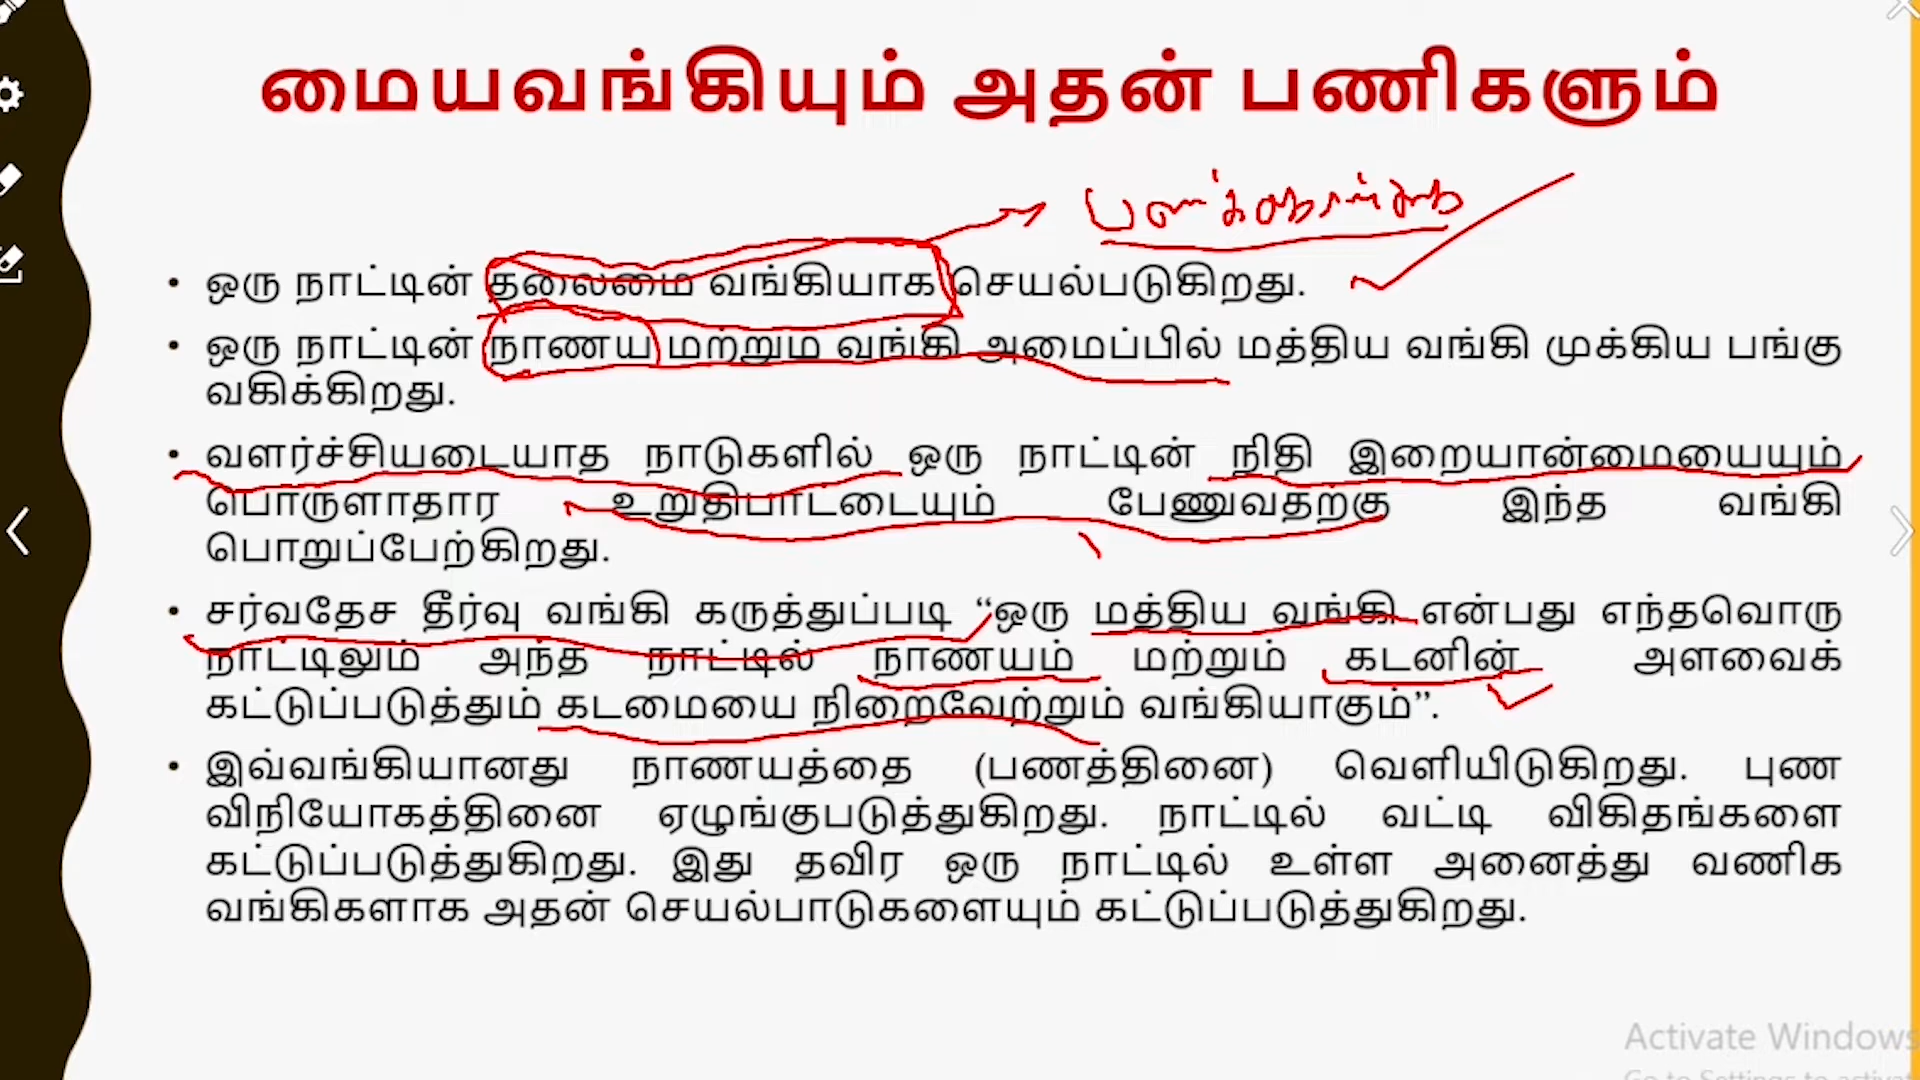 மையவங்கியும் அதன் பணிகளும்
• ஒரு நாட்டின் தலைமை வங்கியாக செயல்படுகிறது.
• ஒரு நாட்டின் நாணய மற்றும் வங்கி அமைப்பில் மத்திய வங்கி முக்கிய பங்கு
வகிக்கிறது.
• வளர்ச்சியடையாத நாடுகளில் ஒரு நாட்டின் நிதி இறையான்மையையும்
பொருளாதார உறுதிபாட்டையும் பேணுவதற்கு இந்த வங்கி
பொறுப்பேற்கிறது.
• சர்வதேச தீர்வு வங்கி கருத்துப்படி “ஒரு மத்திய வங்கி என்பது எந்தவொரு
நாட்டிலும் அந்த நாட்டில் நாணயம் மற்றும் கடனின் அளவைக்
கட்டுப்படுத்தும் கடமையை நிறைவேற்றும் வங்கியாகும்”.
• இவ்வங்கியானது நாணயத்தை (பணத்தினை) வெளியிடுகிறது. புண
விநியோகத்தினை ஏழுங்குபடுத்துகிறது. நாட்டில் வட்டி விகிதங்களை
கட்டுப்படுத்துகிறது. இது தவிர ஒரு நாட்டில் உள்ள அனைத்து வணிக
வங்கிகளாக அதன் செயல்பாடுகளையும் கட்டுப்படுத்துகிறது.
Activate Windows